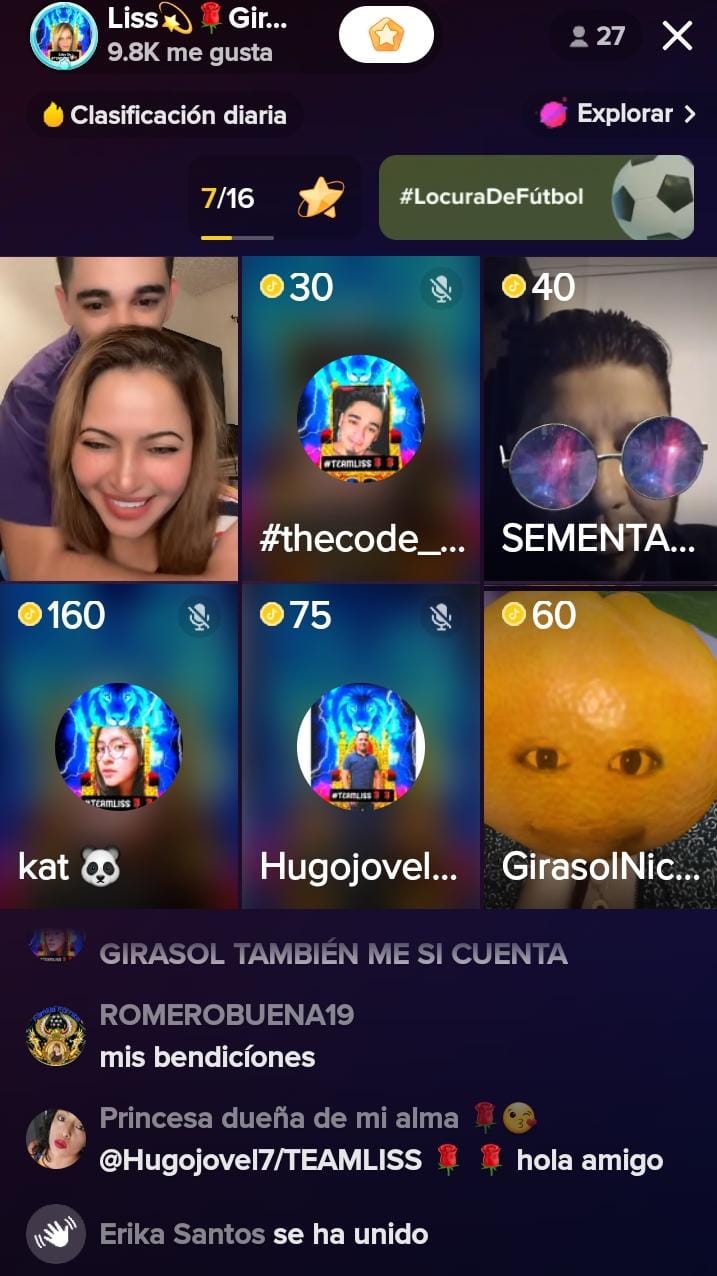 Liss💫🌹Gir...
9.8K me gusta
27
Clasificación diaria
Explorar >
7/16
#LocuraDeFútbol
30
40
#TEAMLISS
#thecode_...
SEMENTA...
160
75
60
#TEAMLISS
#TEAMLISS
kat 🐼
Hugojovel...
GirasolNic...
GIRASOL TAMBIÉN ME SI CUENTA
ROMEROBUENA19
mis bendicíones
Princesa dueña de mi alma 🌹😘
@Hugojovel7/TEAMLISS 🌹 🌹 hola amigo
Erika Santos se ha unido